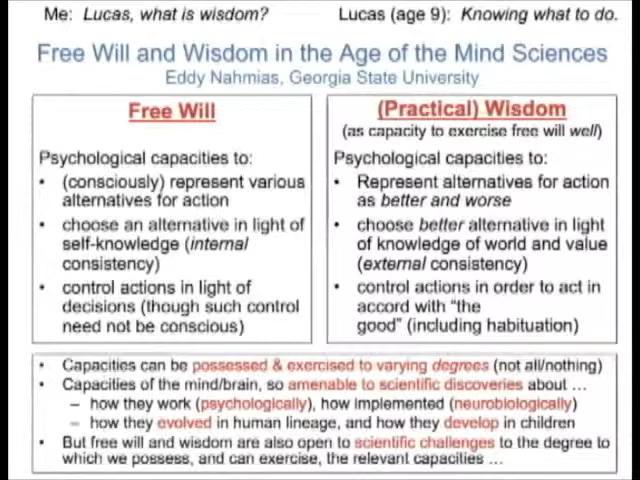 Me: Lucas, what is wisdom? Lucas (age 9): Knowing what to do.
Free Will and Wisdom in the Age of the Mind Sciences
Eddy Nahmias, Georgia State University
Free Will
Psychological capacities to:
• (consciously) represent various
alternatives for action
• choose an alternative in light of
self-knowledge (internal
consistency)
• control actions in light of
decisions (though such control
need not be conscious)
(Practical) Wisdom
(as capacity to exercise free will well)
Psychological capacities to:
• Represent alternatives for action
as better and worse
• choose better alternative in light
of knowledge of world and value
(external consistency)
• control actions in order to act in
accord with “the
good” (including habituation)
• Capacities can be possessed & exercised to varying degrees (not all/nothing)
• Capacities of the mind/brain, so amenable to scientific discoveries about …
– how they work (psychologically), how implemented (neurobiologically)
– how they evolved in human lineage, and how they develop in children
• But free will and wisdom are also open to scientific challenges to the degree to
which we possess, and can exercise, the relevant capacities …